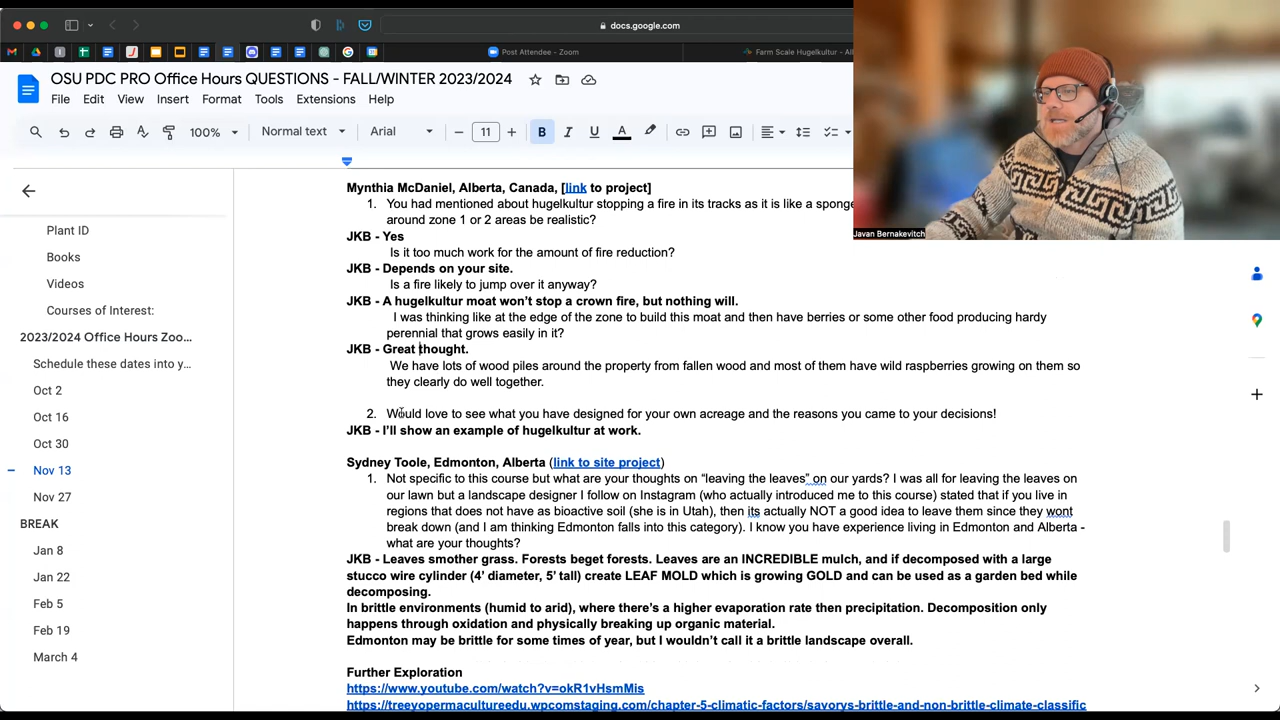 docs.google.com
Post Attendee - Zoom
Farm Scale Hugelkultur - All
OSU PDC PRO Office Hours QUESTIONS - FALL/WINTER 2023/2024
File Edit View Insert Format Tools Extensions Help
100% Normal text Arial 11 B I U A
Javan Bernakevitch
Plant ID
Books
Videos
Courses of Interest:
2023/2024 Office Hours Zoo...
Schedule these dates into y...
Oct 2
Oct 16
Oct 30
Nov 13
Nov 27
BREAK
Jan 8
Jan 22
Feb 5
Feb 19
March 4
Mynthia McDaniel, Alberta, Canada, [link to project]
1. You had mentioned about hugelkultur stopping a fire in its tracks as it is like a sponge
around zone 1 or 2 areas be realistic?
JKB - Yes
Is it too much work for the amount of fire reduction?
JKB - Depends on your site.
Is a fire likely to jump over it anyway?
JKB - A hugelkultur moat won't stop a crown fire, but nothing will.
I was thinking like at the edge of the zone to build this moat and then have berries or some other food producing hardy
perennial that grows easily in it?
JKB - Great thought.
We have lots of wood piles around the property from fallen wood and most of them have wild raspberries growing on them so
they clearly do well together.
2. Would love to see what you have designed for your own acreage and the reasons you came to your decisions!
JKB - I'll show an example of hugelkultur at work.
Sydney Toole, Edmonton, Alberta (link to site project)
1. Not specific to this course but what are your thoughts on "leaving the leaves" on our yards? I was all for leaving the leaves on
our lawn but a landscape designer I follow on Instagram (who actually introduced me to this course) stated that if you live in
regions that does not have as bioactive soil (she is in Utah), then its actually NOT a good idea to leave them since they wont
break down (and I am thinking Edmonton falls into this category). I know you have experience living in Edmonton and Alberta -
what are your thoughts?
JKB - Leaves smother grass. Forests beget forests. Leaves are an INCREDIBLE mulch, and if decomposed with a large
stucco wire cylinder (4' diameter, 5' tall) create LEAF MOLD which is growing GOLD and can be used as a garden bed while
decomposing.
In brittle environments (humid to arid), where there's a higher evaporation rate then precipitation. Decomposition only
happens through oxidation and physically breaking up organic material.
Edmonton may be brittle for some times of year, but I wouldn't call it a brittle landscape overall.
Further Exploration
https://www.youtube.com/watch?v=okR1vHsmMis
https://treeyopermacultureedu.wpcomstaging.com/chapter-5-climatic-factors/savorys-brittle-and-non-brittle-climate-classific